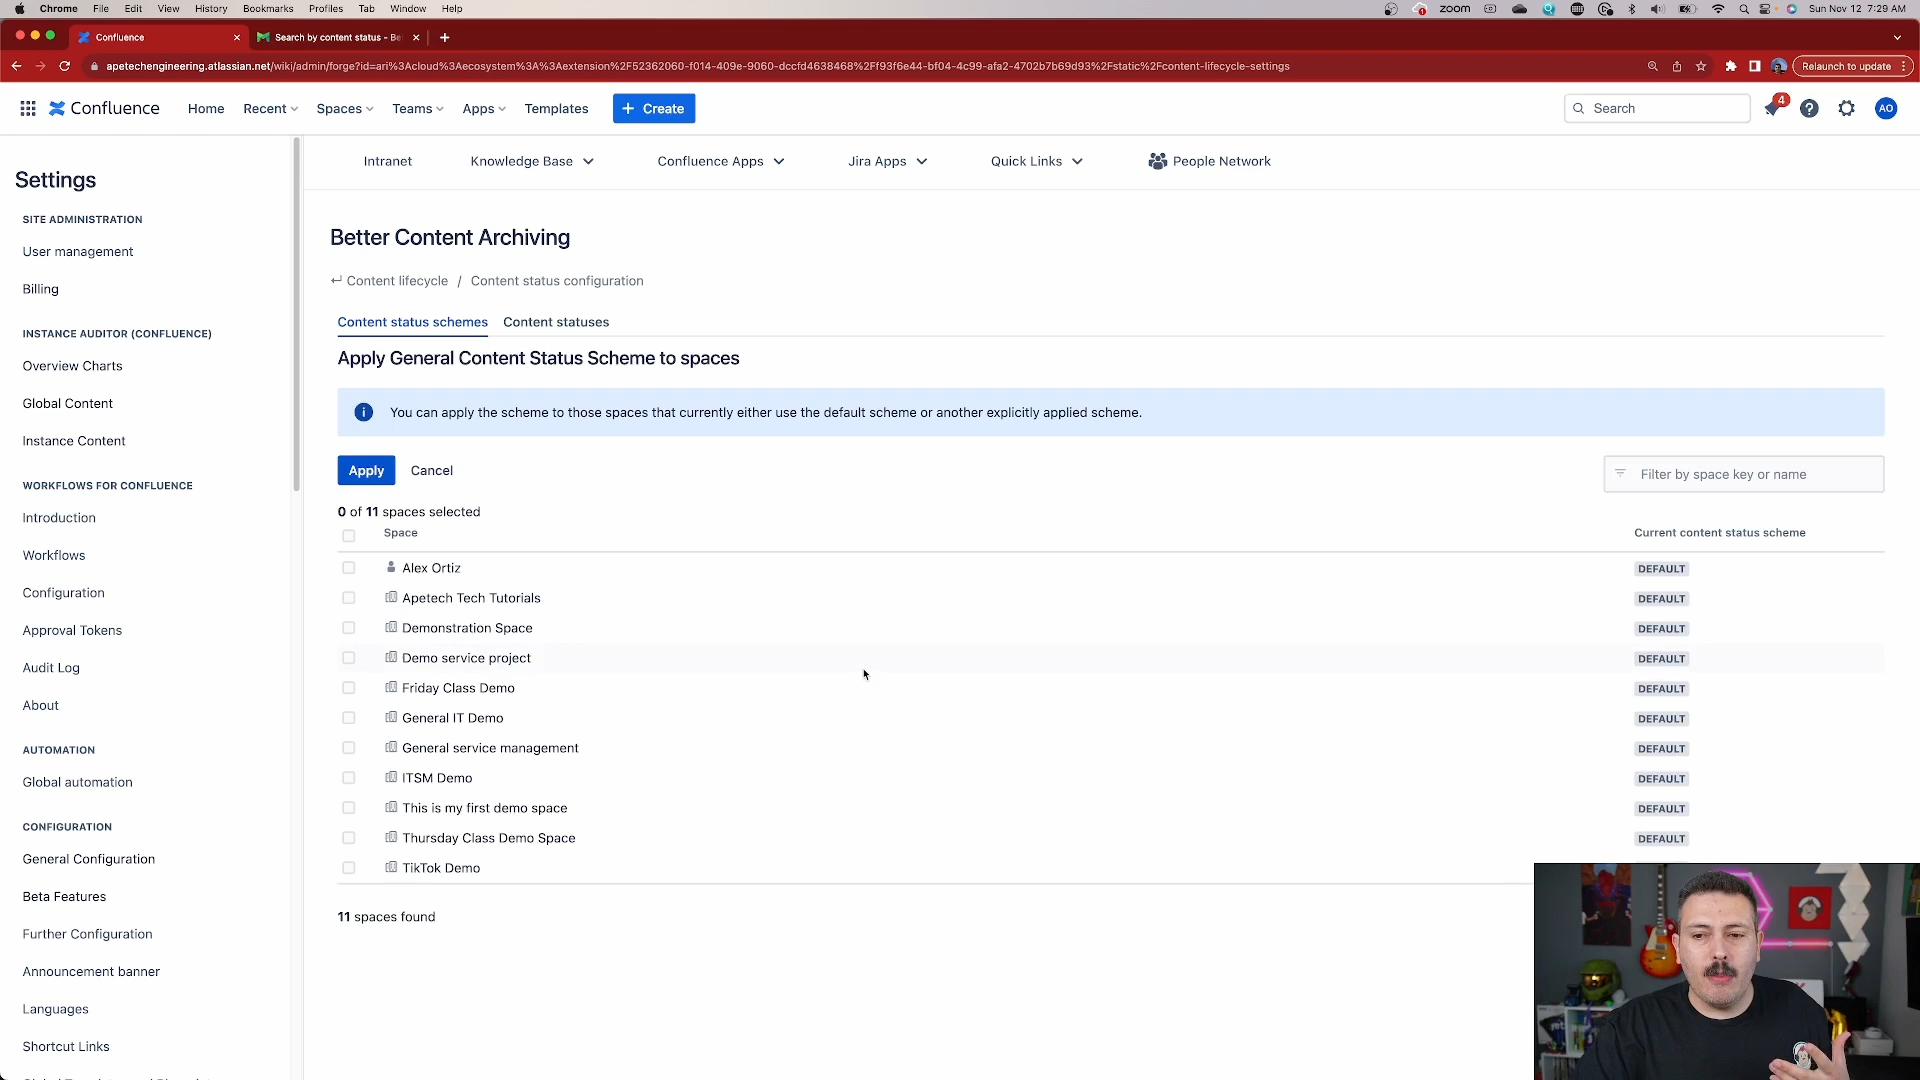 Chrome File Edit View History Bookmarks Profiles Tab Window Help
zoom Sun Nov 12 7:29 AM
Confluence
Search by content status - Be
apetechengineering.atlassian.net/wiki/admin/forge?id=ari%3Acloud%3Aecosystem%3A%3Aextension%2F52362060-f014-409e-9060-dccfd4638468%2Ff93f6e44-bf04-4c99-afa2-4702b7b69d93%2Fstatic%2Fcontent-lifecycle-settings
Relaunch to update
Confluence Home Recent Spaces Teams Apps Templates + Create Search 4 AO
Intranet Knowledge Base Confluence Apps Jira Apps Quick Links People Network
Settings
SITE ADMINISTRATION
User management
Billing
INSTANCE AUDITOR (CONFLUENCE)
Overview Charts
Global Content
Instance Content
WORKFLOWS FOR CONFLUENCE
Introduction
Workflows
Configuration
Approval Tokens
Audit Log
About
AUTOMATION
Global automation
CONFIGURATION
General Configuration
Beta Features
Further Configuration
Announcement banner
Languages
Shortcut Links
Better Content Archiving
Content lifecycle / Content status configuration
Content status schemes Content statuses
Apply General Content Status Scheme to spaces
You can apply the scheme to those spaces that currently either use the default scheme or another explicitly applied scheme.
Apply Cancel
Filter by space key or name
0 of 11 spaces selected
Space Current content status scheme
Alex Ortiz DEFAULT
Apetech Tech Tutorials DEFAULT
Demonstration Space DEFAULT
Demo service project DEFAULT
Friday Class Demo DEFAULT
General IT Demo DEFAULT
General service management DEFAULT
ITSM Demo DEFAULT
This is my first demo space DEFAULT
Thursday Class Demo Space DEFAULT
TikTok Demo
11 spaces found